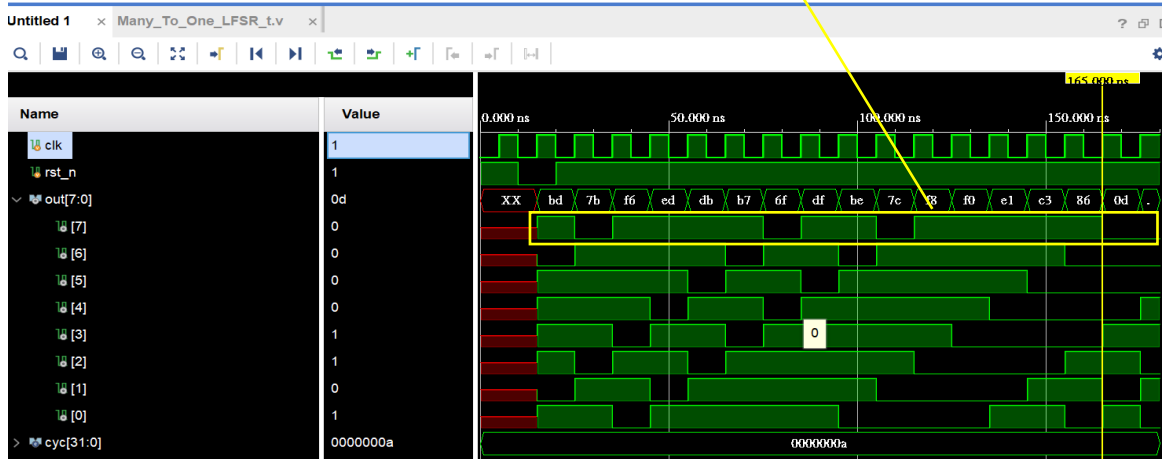 Untitled 1 × Many_To_One_LFSR_t.v ×
?
165.000 ns
Name Value
0.000 ns 50.000 ns 100.000 ns 150.000 ns
clk 1
rst_n 1
out[7:0] 0d XX bd 7b f6 ed db b7 6f df be 7c f8 f0 e1 c3 86 0d .
[7] 0
[6] 0
[5] 0
[4] 0
[3] 1 0
[2] 1
[1] 0
[0] 1
cyc[31:0] 0000000a 0000000a